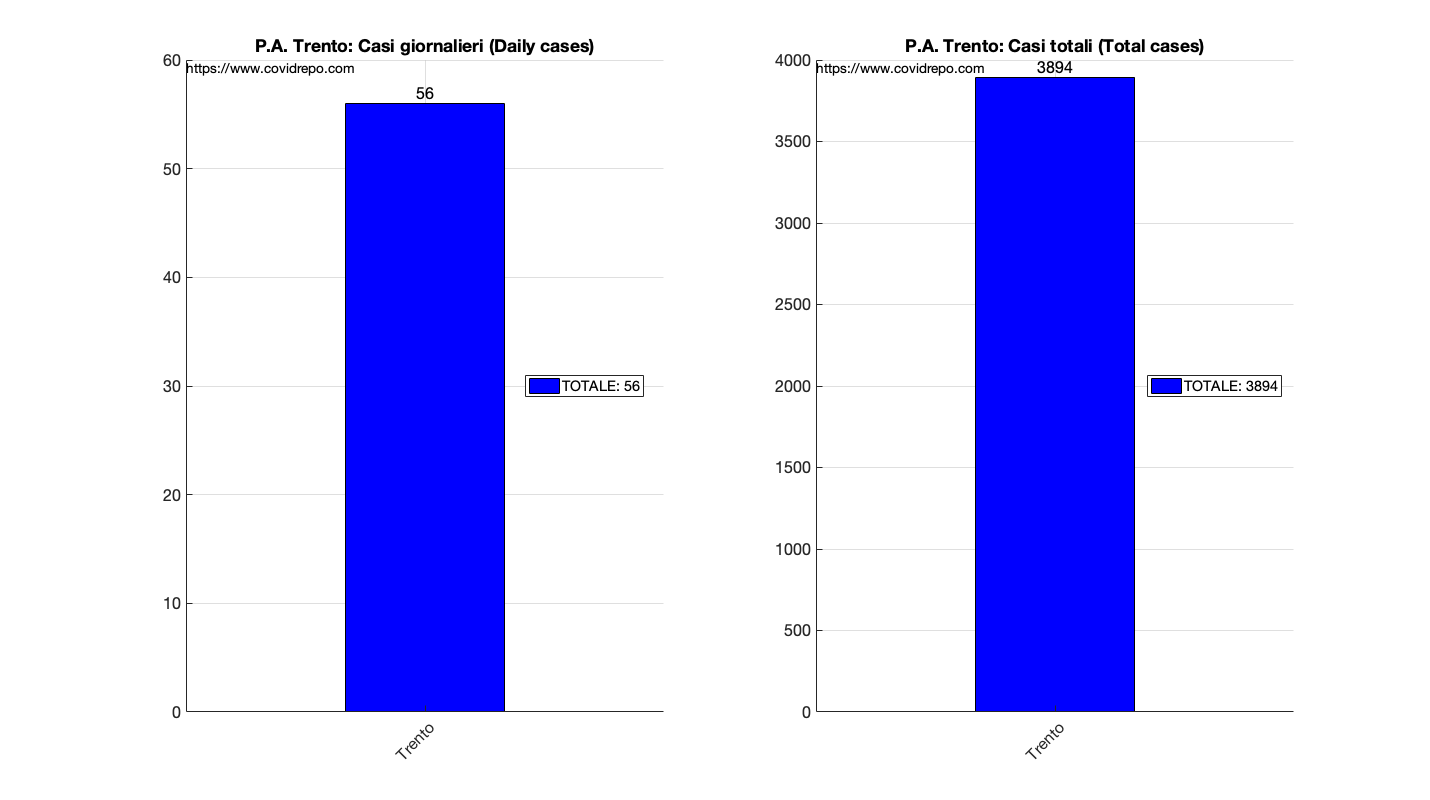 P.A. Trento: Casi giornalieri (Daily cases)
60
https://www.covidrepo.com
56
50
40
30
TOTALE: 56
20
10
0
Trento
P.A. Trento: Casi totali (Total cases)
4000
https://www.covidrepo.com
3894
3500
3000
2500
2000
TOTALE: 3894
1500
1000
500
0
Trento